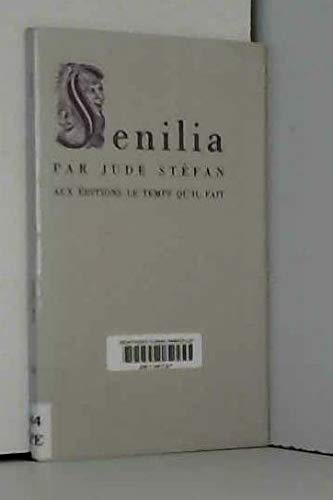 Senilia
PAR JUDE STÉFAN
AUX ÉDITIONS LE TEMPS QU'IL FAIT